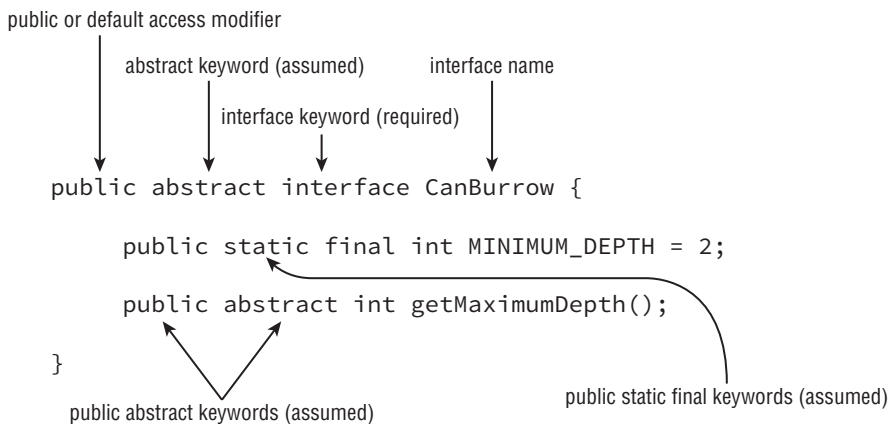 public or default access modifier
abstract keyword (assumed)
interface name
interface keyword (required)
public abstract interface CanBurrow {
public static final int MINIMUM_DEPTH = 2;
public abstract int getMaximumDepth();
}
public abstract keywords (assumed)
public static final keywords (assumed)